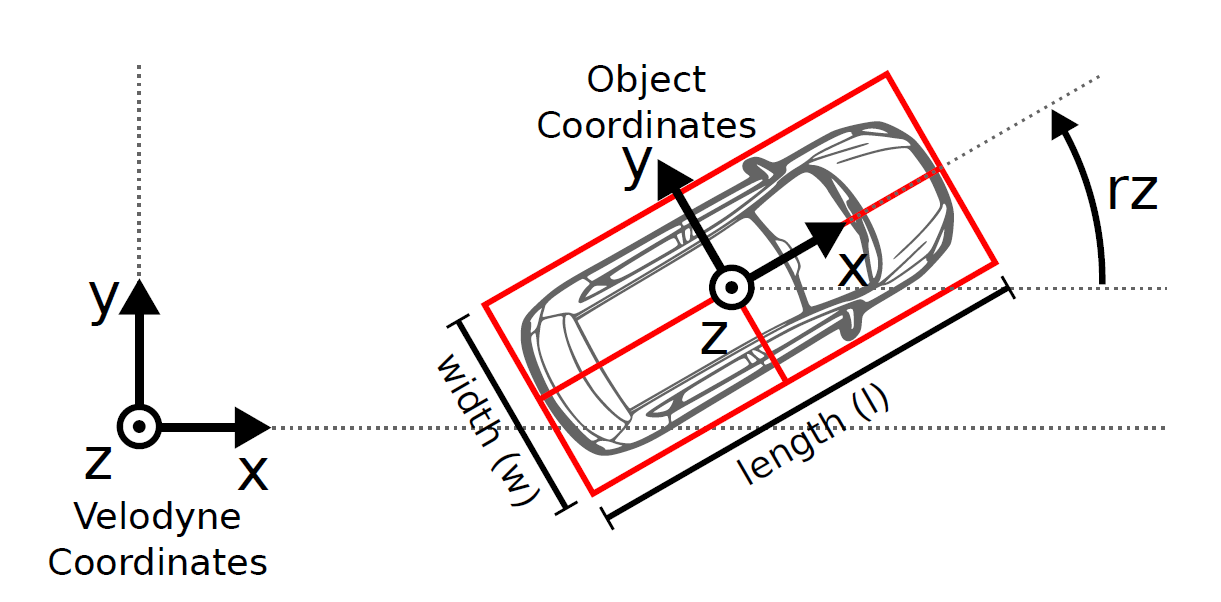 Object
Coordinates
y
x
z
rz
y
z
x
Velodyne
Coordinates
width (w)
length (l)